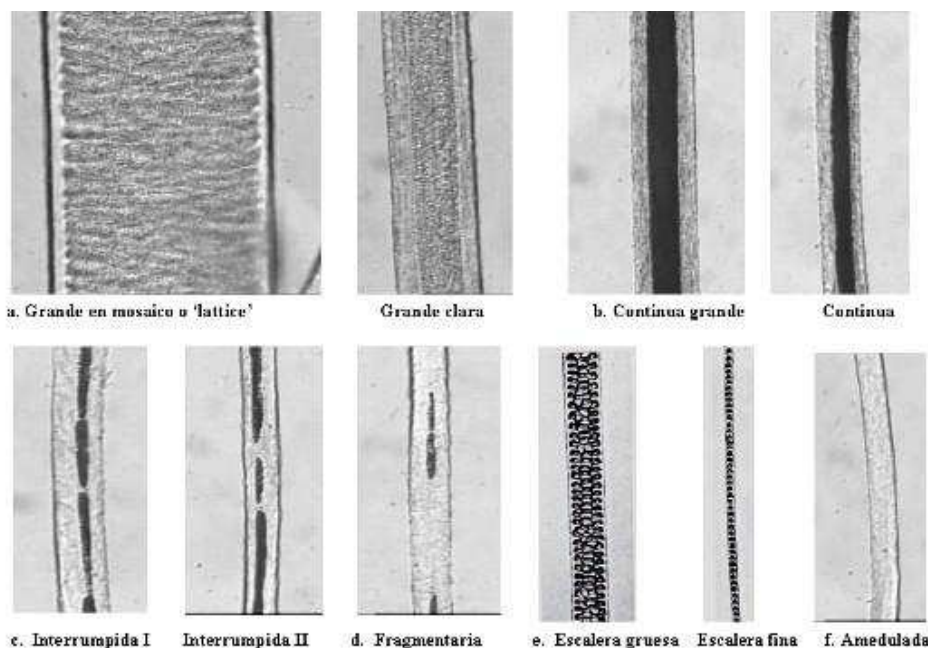 a. Grande en mosaico o ‘lattice’ Grande clara b. Continua grande Continua
c. Interrumpida I Interrumpida II d. Fragmentaria e. Escalera gruesa Escalera fina f. Amedulada